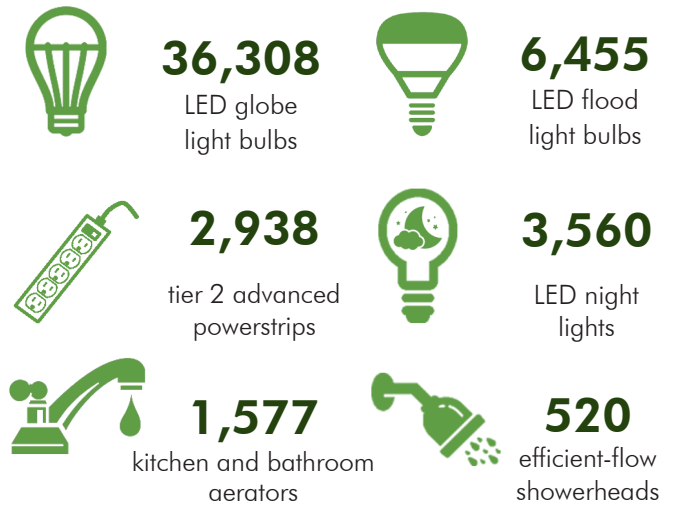 36,308
LED globe
light bulbs
6,455
LED flood
light bulbs
2,938
tier 2 advanced
powerstrips
3,560
LED night
lights
1,577
kitchen and bathroom
aerators
520
efficient-flow
showerheads